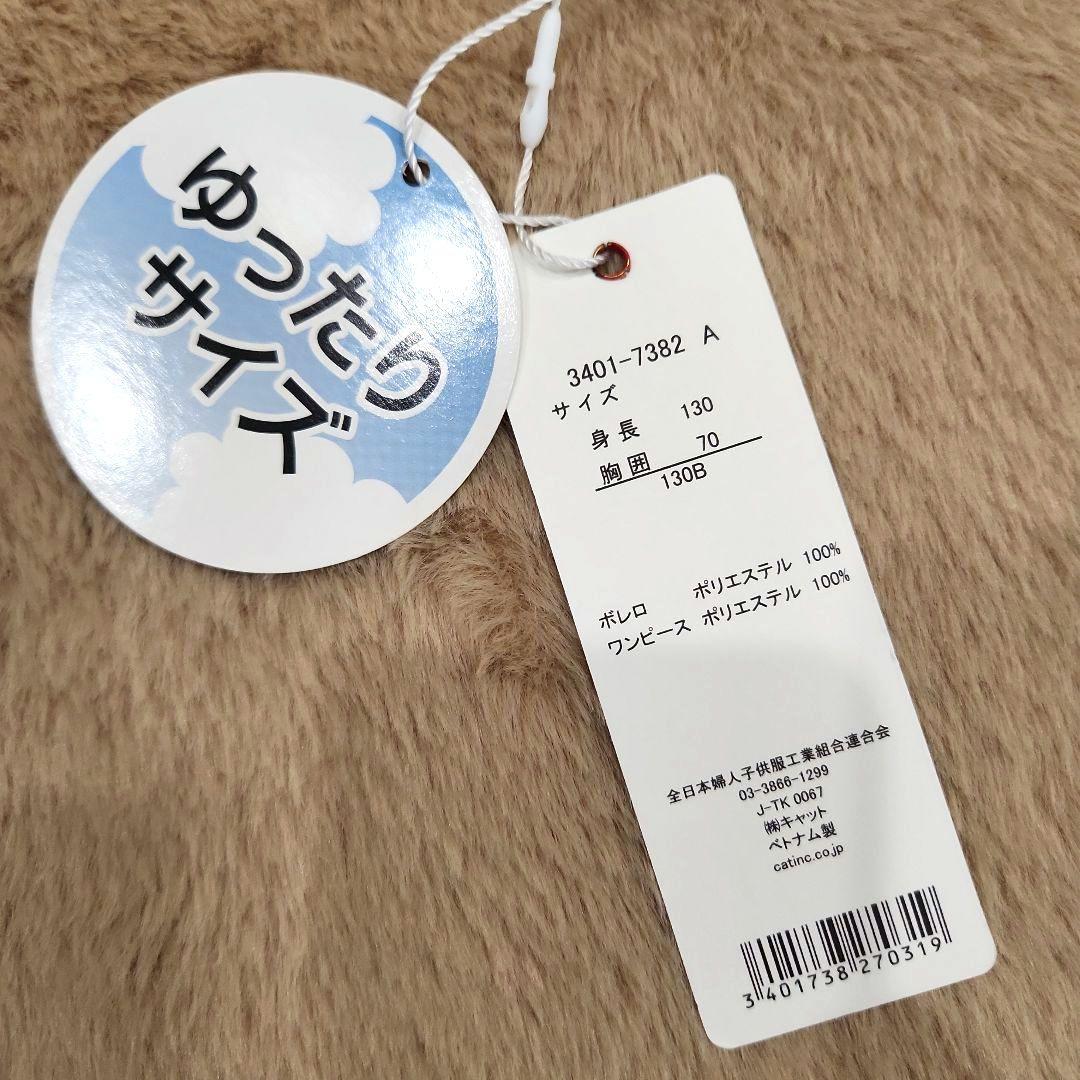 ゆったり
サイズ
3401-7382 A
サイズ
身長 130
胸囲 70
130B
ボレロ ポリエステル 100%
ワンピース ポリエステル 100%
全日本婦人子供服工業組合連合会
03-3866-1299
J-TK 0067
㈱キャット
ベトナム製
catinc.co.jp
3 401738 270319